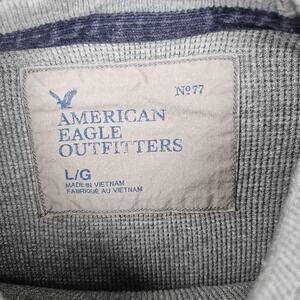 Nº77
AMERICAN
EAGLE
OUTFITTERS
L/G
MADE IN VIETNAM
FABRIQUÉ AU VIETNAM